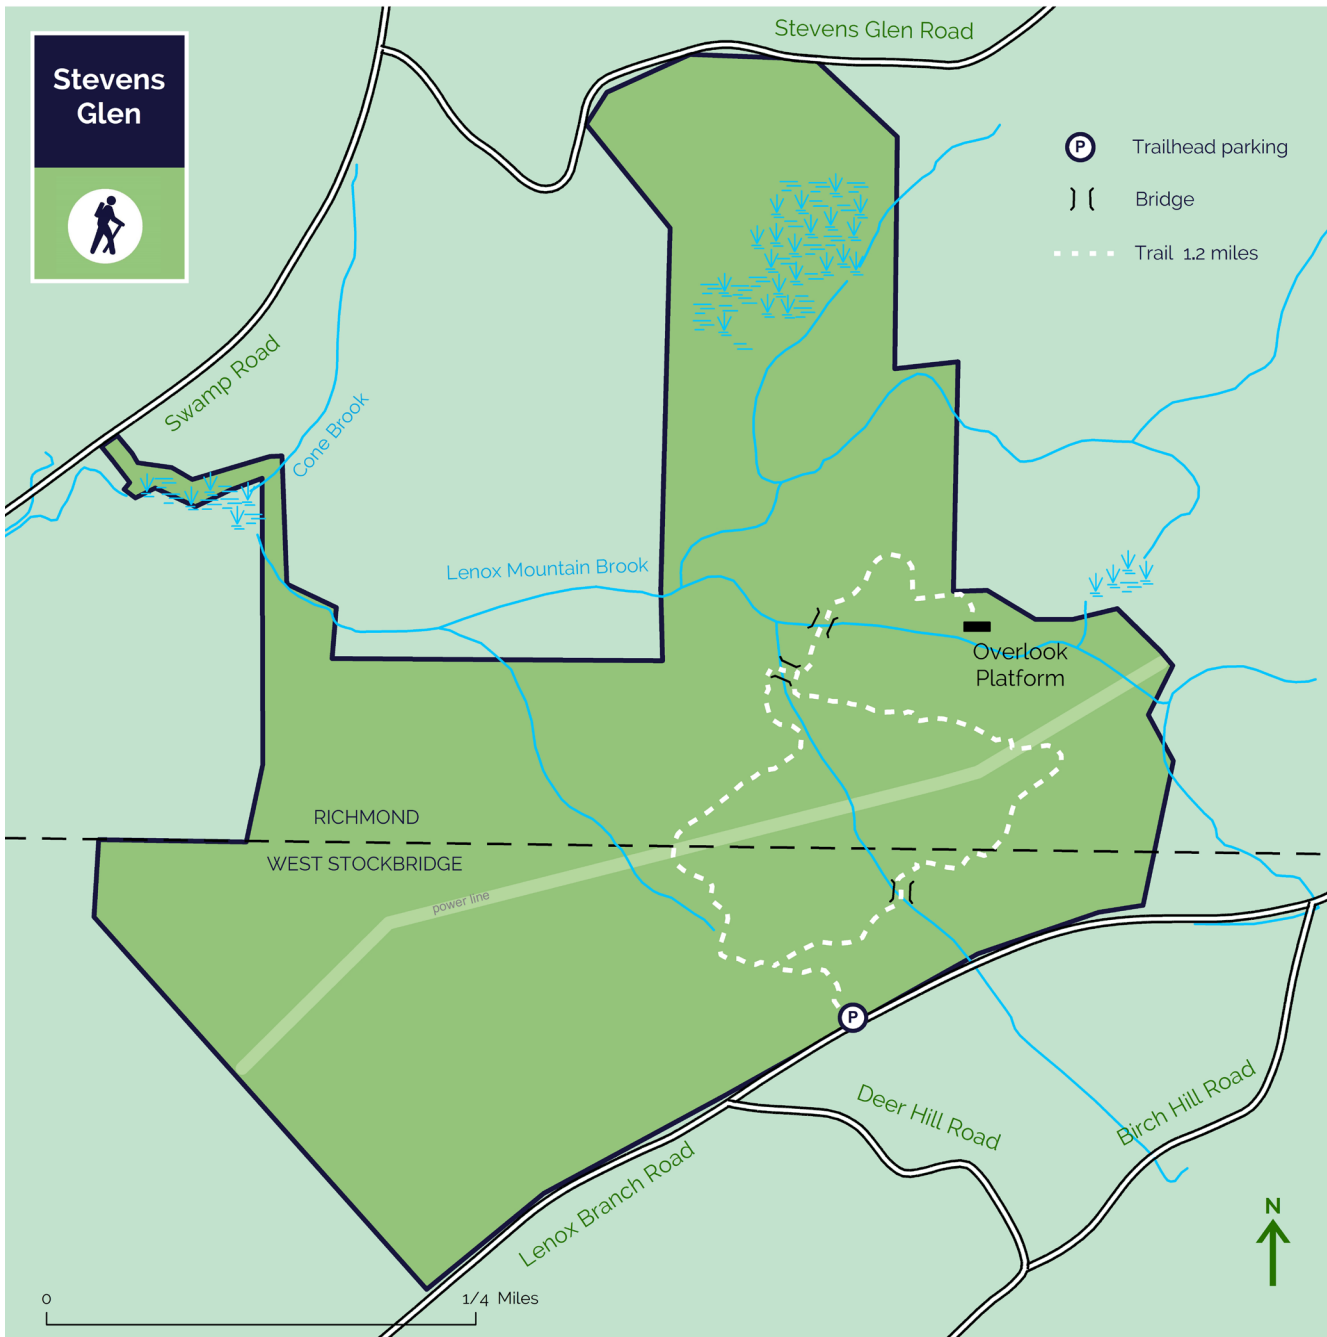 Stevens Glen Road
Stevens
Glen
P Trailhead parking
Bridge
Trail 1.2 miles
Swamp Road
Cone Brook
Lenox Mountain Brook
Overlook
Platform
RICHMOND
WEST STOCKBRIDGE
power line
P
Deer Hill Road
Birch Hill Road
Lenox Branch Road
N
0 1/4 Miles